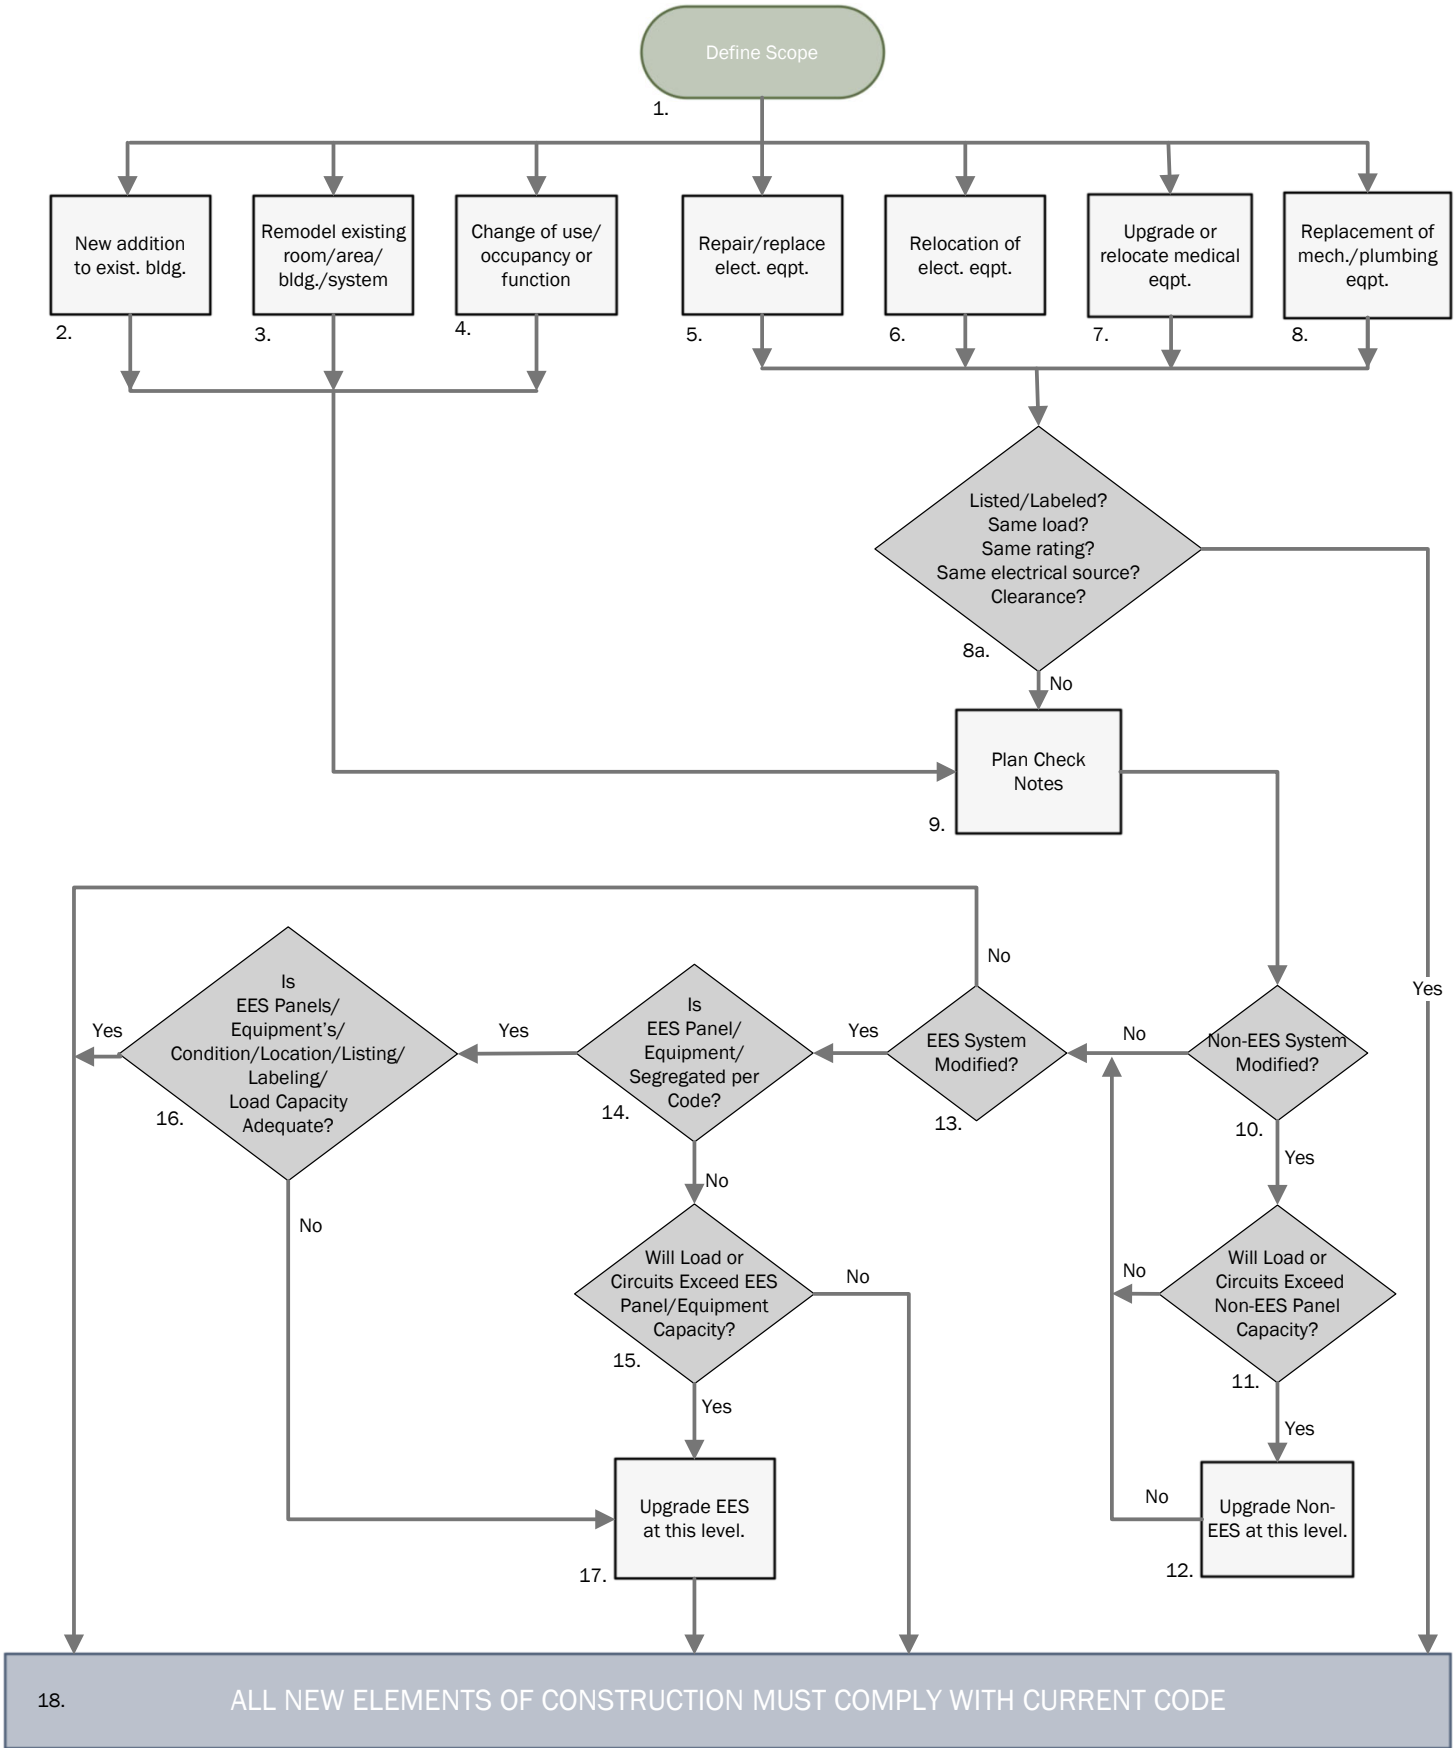 Define Scope
1.
New addition
to exist. bldg.
2.
Remodel existing
room/area/
bldg./system
3.
Change of use/
occupancy or
function
4.
Repair/replace
elect. eqpt.
5.
Relocation of
elect. eqpt.
6.
Upgrade or
relocate medical
eqpt.
7.
Replacement of
mech./plumbing
eqpt.
8.
Listed/Labeled?
Same load?
Same rating?
Same electrical source?
Clearance?
8a.
No
Yes
Plan Check
Notes
9.
Non-EES System
Modified?
10.
No
Yes
Will Load or
Circuits Exceed
Non-EES Panel
Capacity?
11.
No
Yes
Upgrade Non-
EES at this level.
12.
No
EES System
Modified?
13.
No
Yes
Is
EES Panel/
Equipment/
Segregated per
Code?
14.
Yes
No
Will Load or
Circuits Exceed EES
Panel/Equipment
Capacity?
15.
No
Yes
Is
EES Panels/
Equipment’s/
Condition/Location/Listing/
Labeling/
Load Capacity
Adequate?
16.
Yes
No
Upgrade EES
at this level.
17.
18.
ALL NEW ELEMENTS OF CONSTRUCTION MUST COMPLY WITH CURRENT CODE